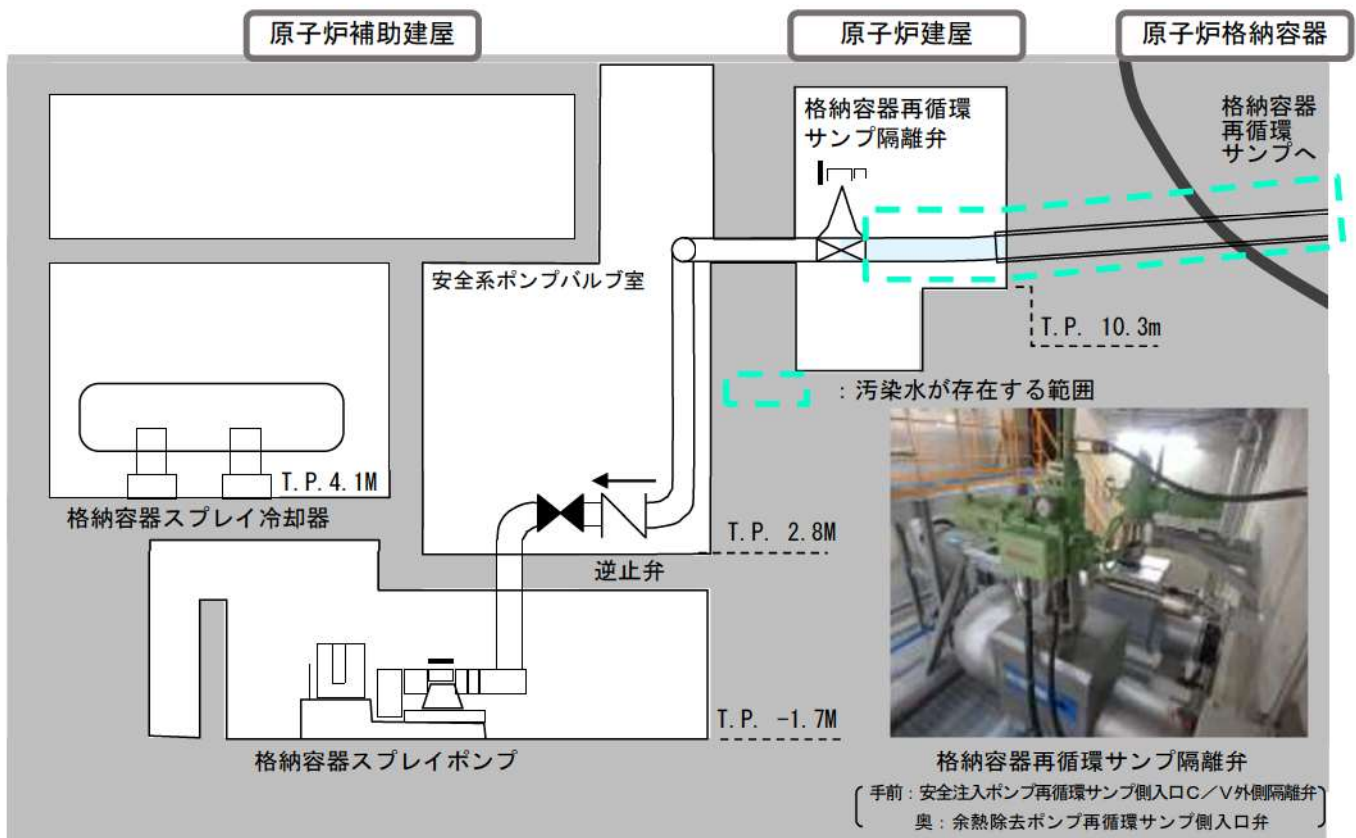 原子炉補助建屋
原子炉建屋
原子炉格納容器
格納容器再循環
サンプ隔離弁
格納容器
再循環
サンプへ
安全系ポンプバルブ室
T.P. 10.3m
：汚染水が存在する範囲
T.P.4.1M
格納容器スプレイ冷却器
T.P. 2.8M
逆止弁
T.P. -1.7M
格納容器スプレイポンプ
格納容器再循環サンプ隔離弁
手前：安全注入ポンプ再循環サンプ側入口Ｃ／Ｖ外側隔離弁
奥：余熱除去ポンプ再循環サンプ側入口弁